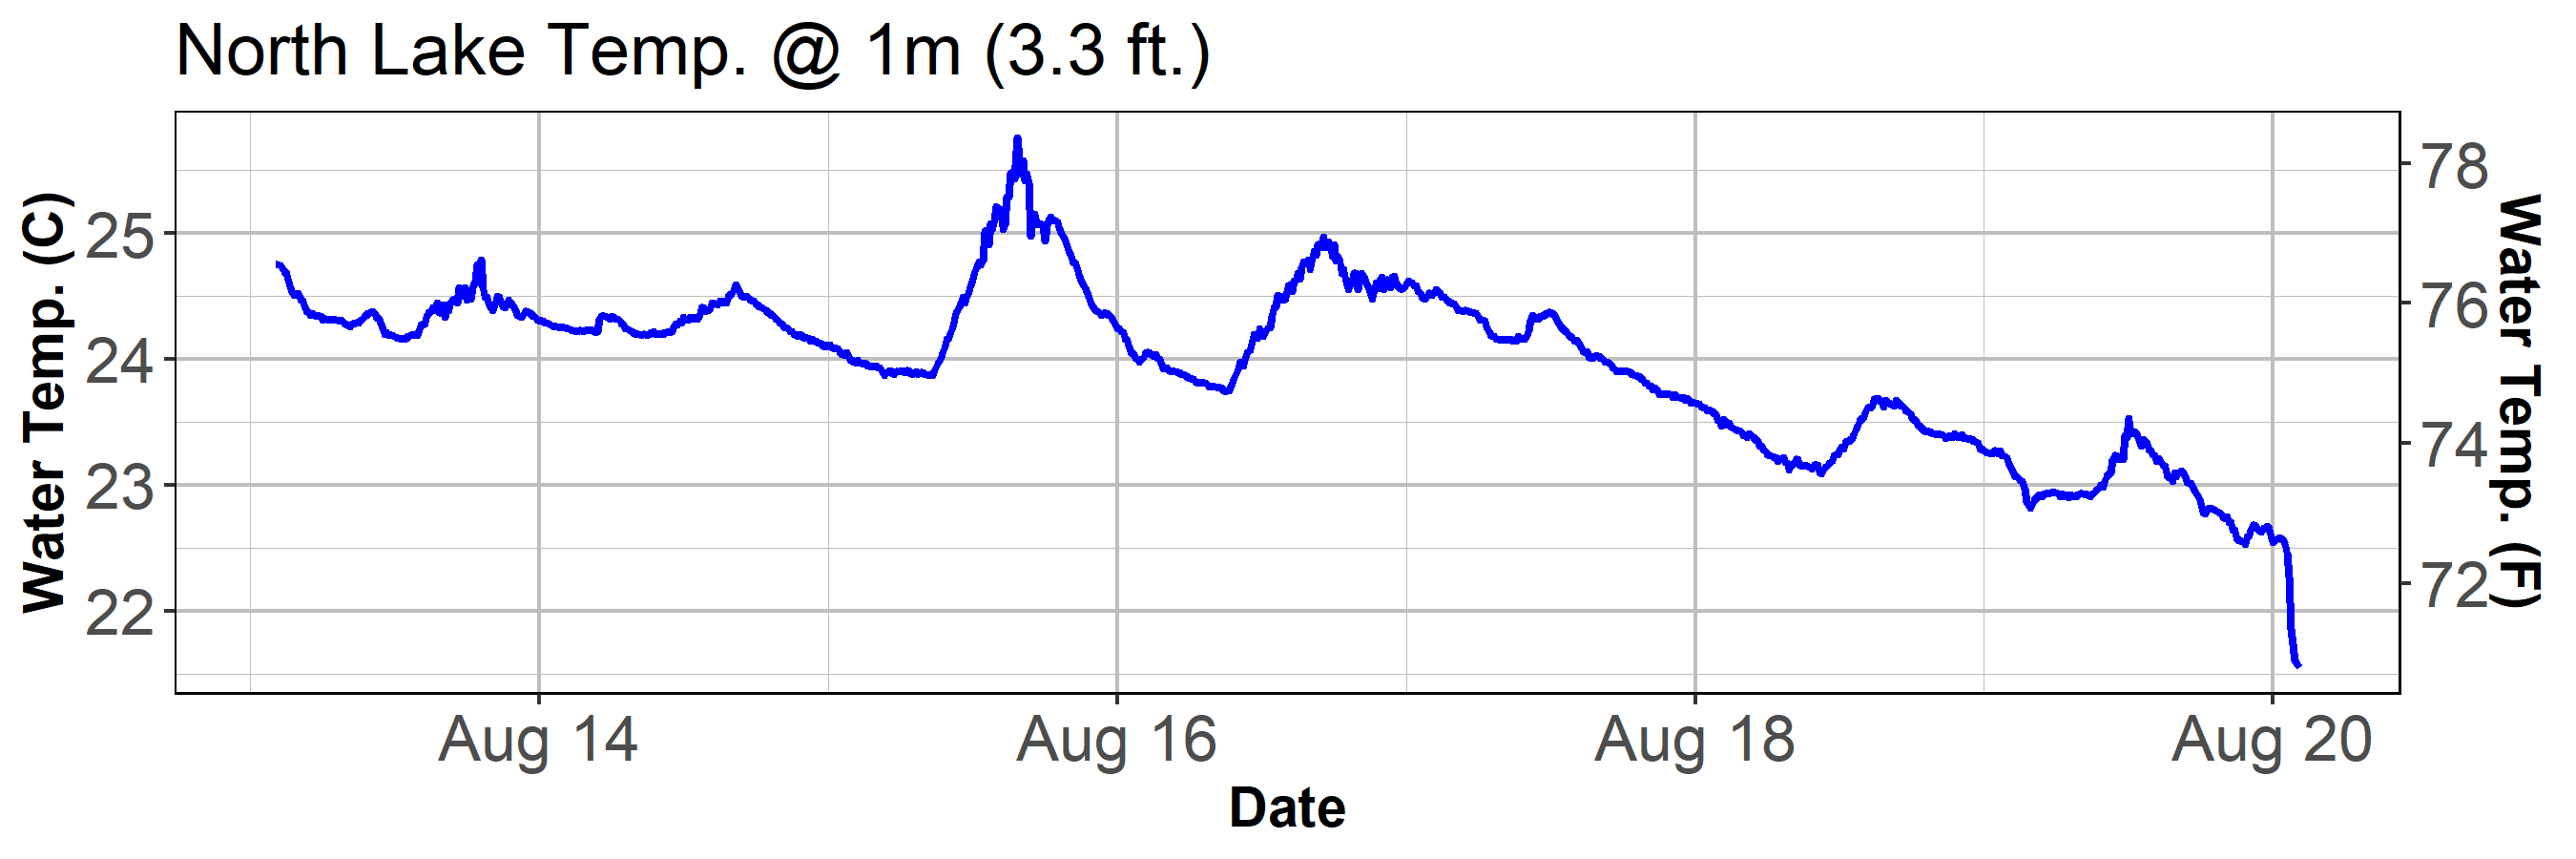 North Lake Temp. @ 1m (3.3 ft.)
Water Temp. (C)
25
24
23
22
78
76
74
72
Water Temp. (F)
Aug 14
Aug 16
Aug 18
Aug 20
Date